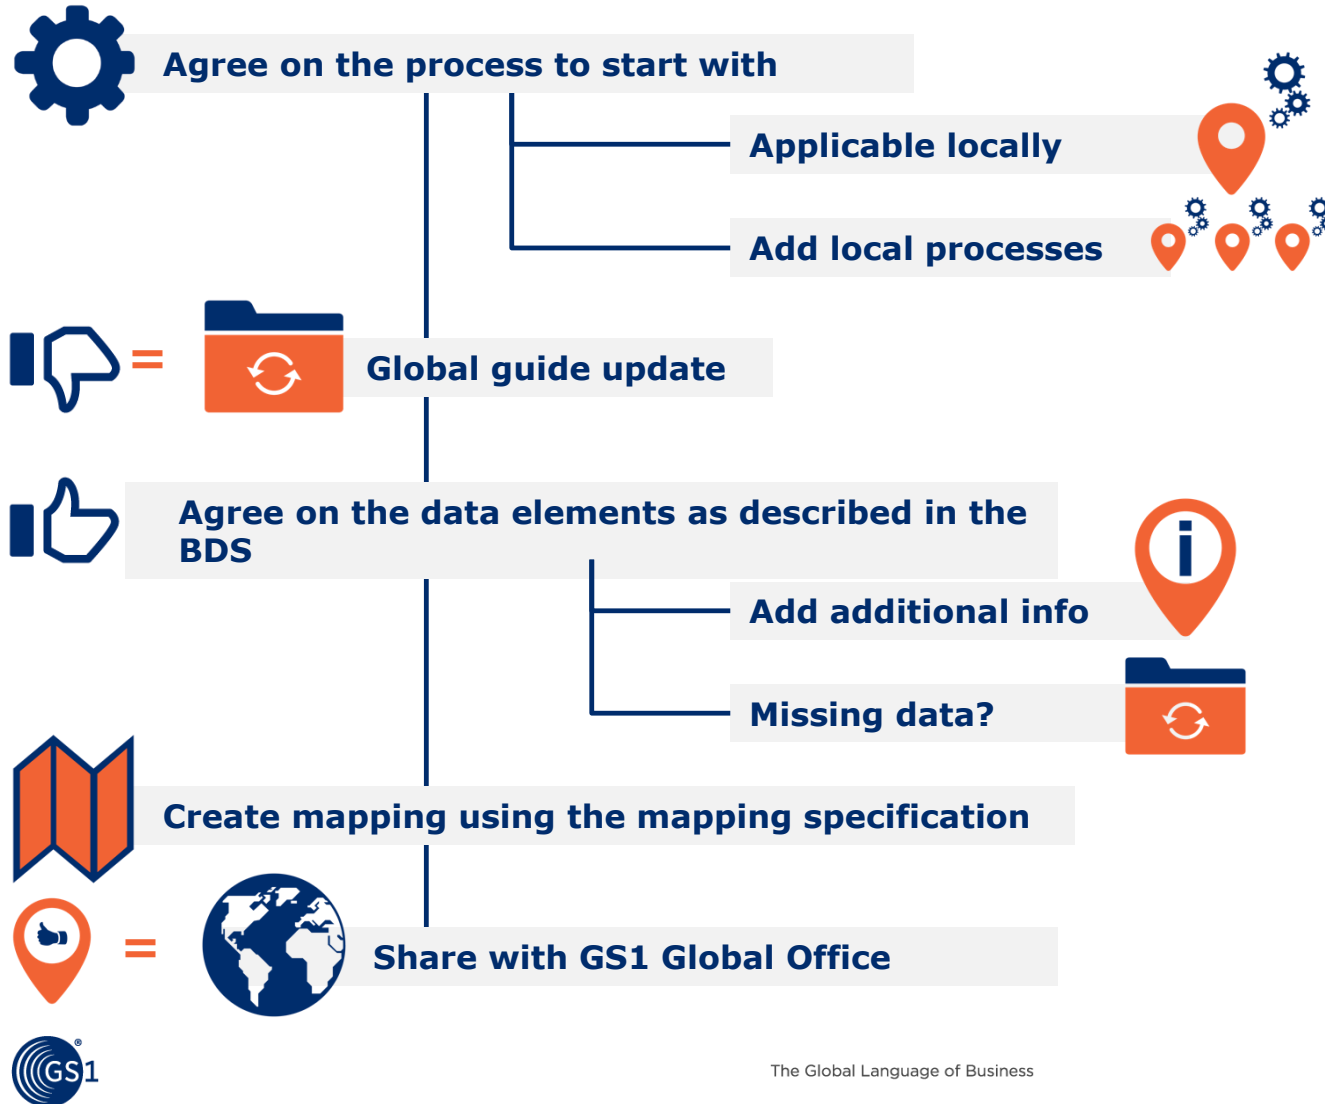 Agree on the process to start with
Applicable locally
Add local processes
=
Global guide update
Agree on the data elements as described in the
BDS
i
Add additional info
Missing data?
Create mapping using the mapping specification
=
Share with GS1 Global Office
GS1
®
The Global Language of Business